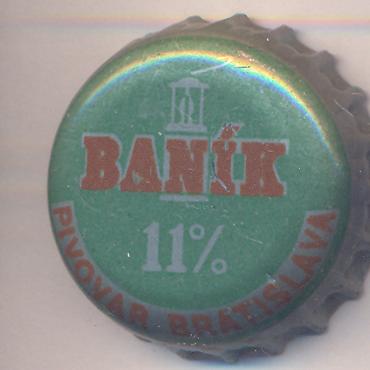 BANÍK
11%
PIVOVAR BRATISLAVA